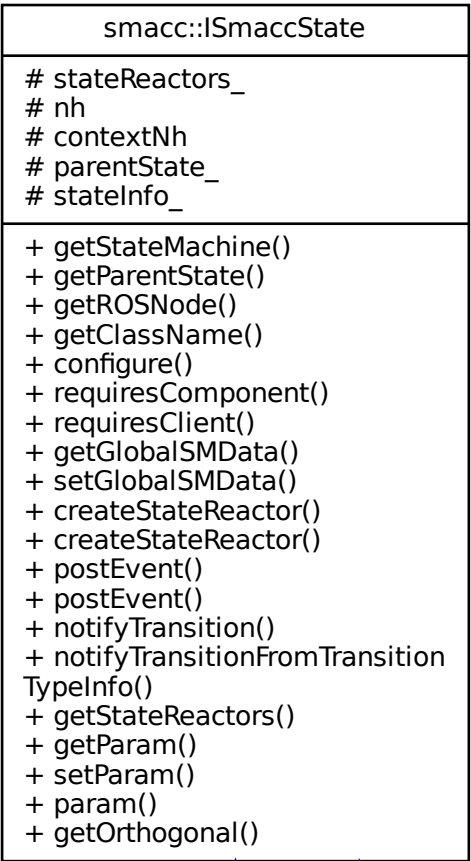 smacc::ISmaccState
# stateReactors_
# nh
# contextNh
# parentState_
# stateInfo_
+ getStateMachine()
+ getParentState()
+ getROSNode()
+ getClassName()
+ configure()
+ requiresComponent()
+ requiresClient()
+ getGlobalSMData()
+ setGlobalSMData()
+ createStateReactor()
+ createStateReactor()
+ postEvent()
+ postEvent()
+ notifyTransition()
+ notifyTransitionFromTransition
TypeInfo()
+ getStateReactors()
+ getParam()
+ setParam()
+ param()
+ getOrthogonal()